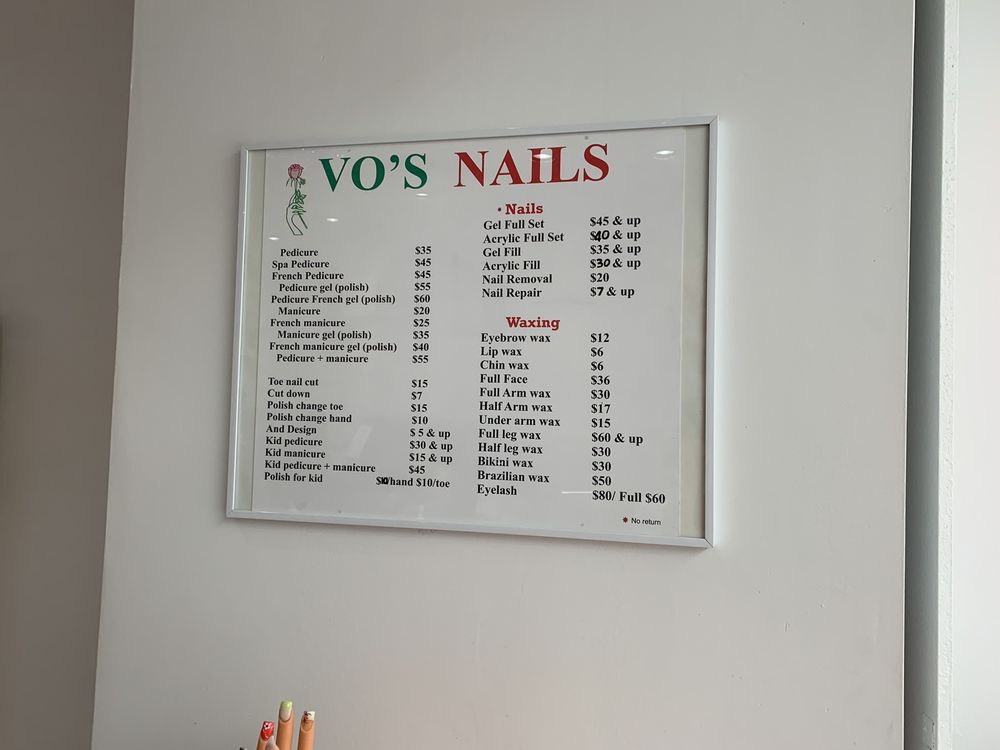 VO'S NAILS
Pedicure $35
Spa Pedicure $45
French Pedicure $45
Pedicure gel (polish) $55
Pedicure French gel (polish) $60
Manicure $20
French manicure $25
Manicure gel (polish) $35
French manicure gel (polish) $40
Pedicure + manicure $55
Toe nail cut $15
Cut down $7
Polish change toe $15
Polish change hand $10
And Design $ 5 & up
Kid pedicure $30 & up
Kid manicure $15 & up
Kid pedicure + manicure $45
Polish for kid $10/hand $10/toe
• Nails
Gel Full Set $45 & up
Acrylic Full Set $40 & up
Gel Fill $35 & up
Acrylic Fill $30 & up
Nail Removal $20
Nail Repair $7 & up
Waxing
Eyebrow wax $12
Lip wax $6
Chin wax $6
Full Face $36
Full Arm wax $30
Half Arm wax $17
Under arm wax $15
Full leg wax $60 & up
Half leg wax $30
Bikini wax $30
Brazilian wax $50
Eyelash $80/ Full $60
* No return